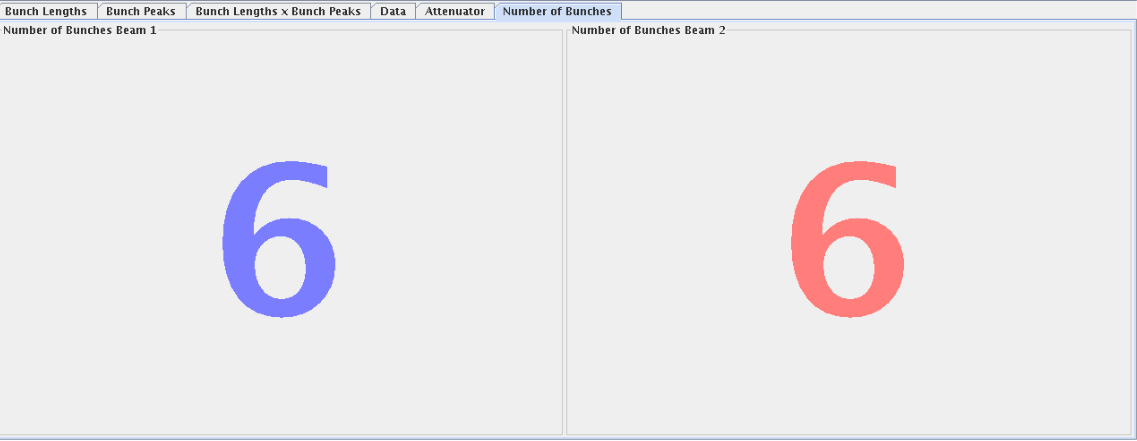 Bunch Lengths Bunch Peaks Bunch Lengths x Bunch Peaks Data Attenuator Number of Bunches
Number of Bunches Beam 1
6
Number of Bunches Beam 2
6